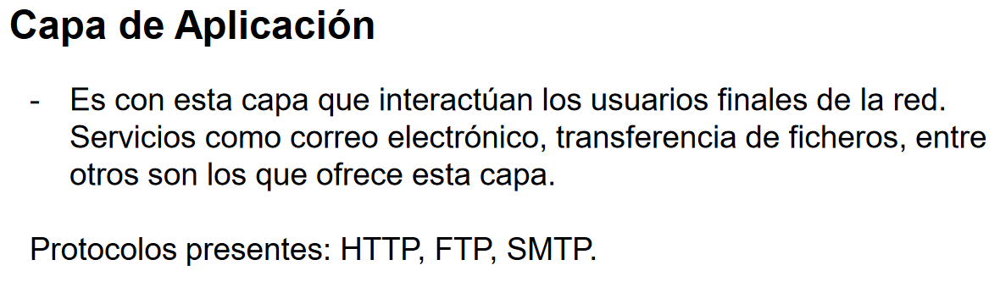 Capa de Aplicación
- Es con esta capa que interactúan los usuarios finales de la red.
Servicios como correo electrónico, transferencia de ficheros, entre
otros son los que ofrece esta capa.
Protocolos presentes: HTTP, FTP, SMTP.